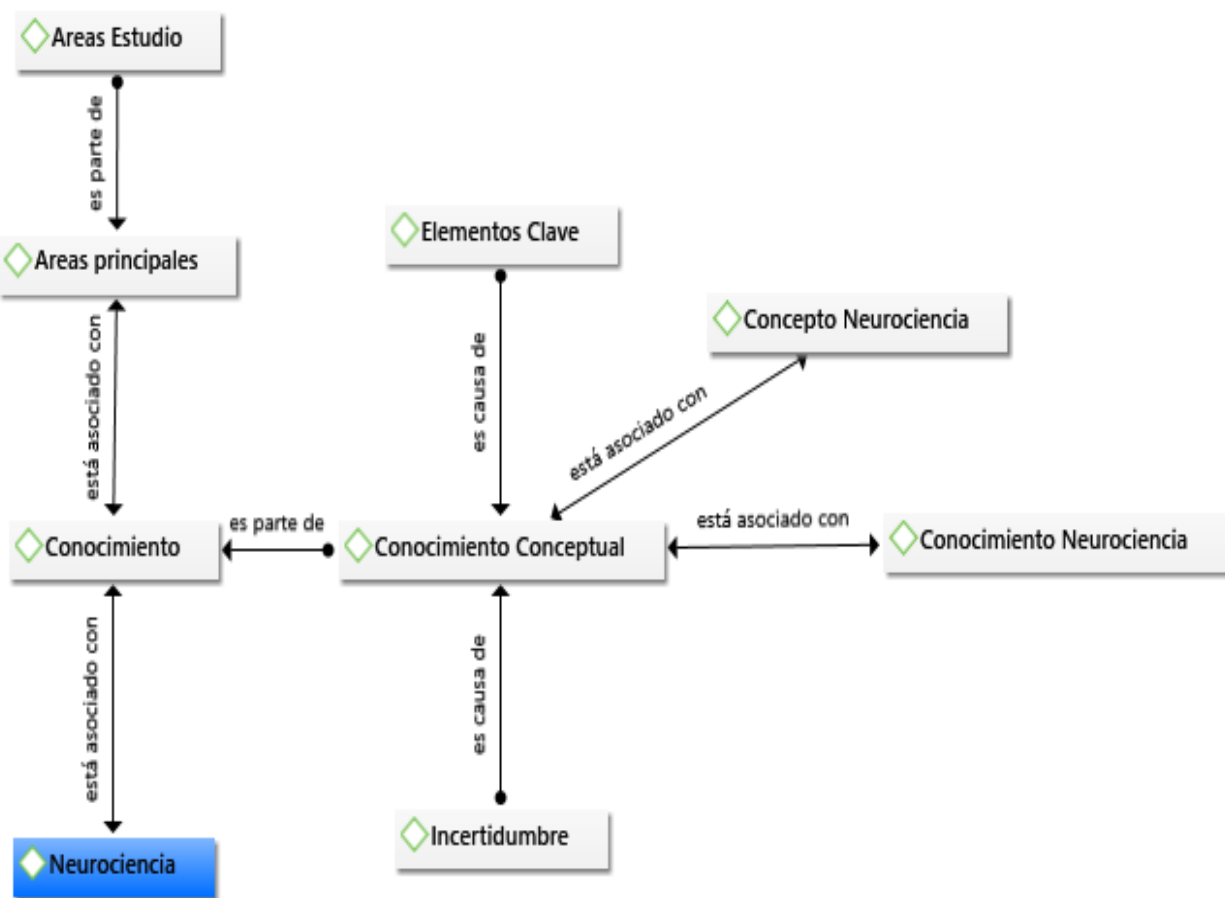 Areas Estudio
es parte de
Areas principales
Elementos Clave
Concepto Neurociencia
está asociado con
es causa de
está asociado con
Conocimiento
es parte de
Conocimiento Conceptual
está asociado con
Conocimiento Neurociencia
está asociado con
es causa de
Neurociencia
Incertidumbre